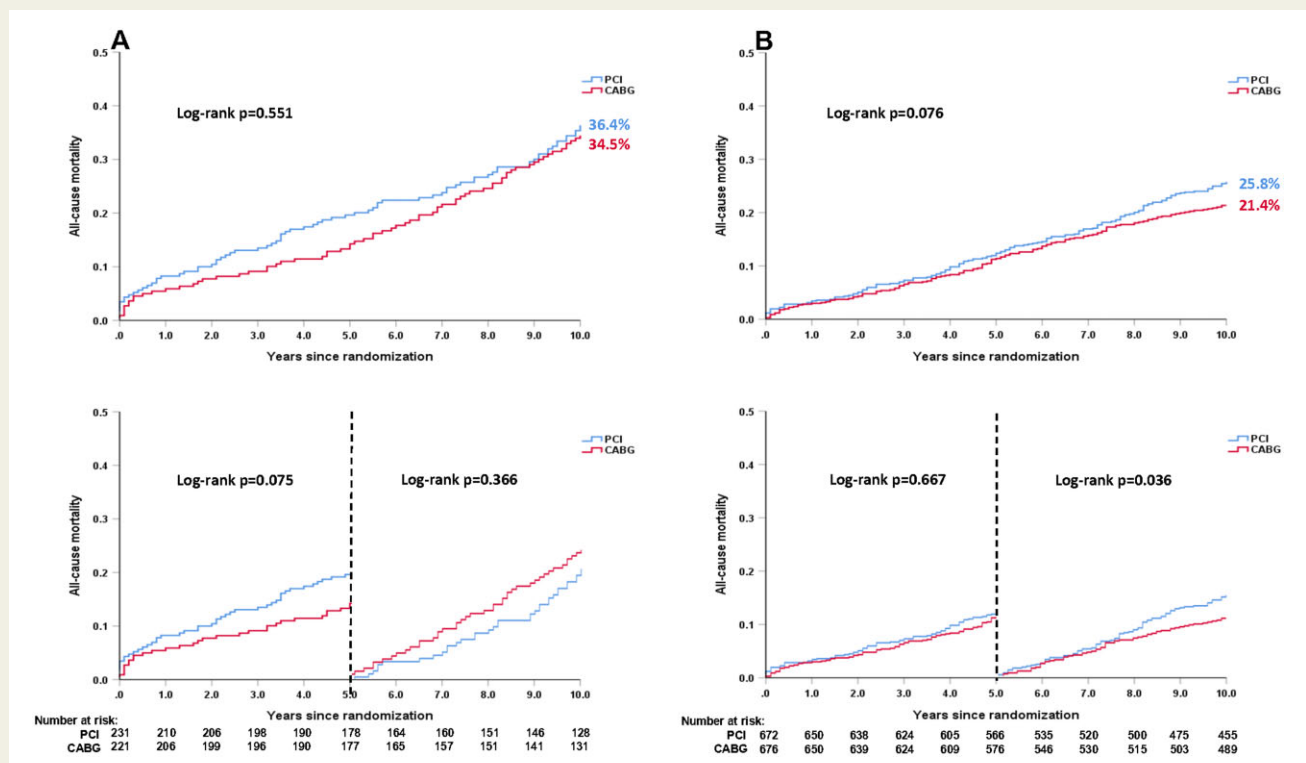 A
0.5
0.4
0.3
0.2
0.1
0.0
All-cause mortality
Log-rank p=0.551
PCI
CABG
36.4%
34.5%
.0 1.0 2.0 3.0 4.0 5.0 6.0 7.0 8.0 9.0 10.0
Years since randomization
B
0.5
0.4
0.3
0.2
0.1
0.0
All-cause mortality
Log-rank p=0.076
PCI
CABG
25.8%
21.4%
.0 1.0 2.0 3.0 4.0 5.0 6.0 7.0 8.0 9.0 10.0
Years since randomization
0.5
0.4
0.3
0.2
0.1
0.0
All-cause mortality
Log-rank p=0.075
Log-rank p=0.366
PCI
CABG
.0 1.0 2.0 3.0 4.0 5.0 6.0 7.0 8.0 9.0 10.0
Years since randomization
Number at risk:
PCI 231 210 206 198 190 178 164 160 151 146 128
CABG 221 206 199 196 190 177 165 157 151 141 131
0.5
0.4
0.3
0.2
0.1
0.0
All-cause mortality
Log-rank p=0.667
Log-rank p=0.036
PCI
CABG
.0 1.0 2.0 3.0 4.0 5.0 6.0 7.0 8.0 9.0 10.0
Years since randomization
Number at risk:
PCI 672 650 638 624 605 566 535 520 500 475 455
CABG 676 650 639 624 609 576 546 530 515 503 489